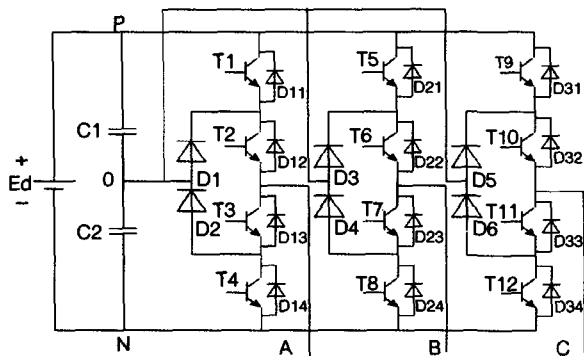 P
T1
T5
T9
D11
D21
D31
C1
T2
T6
T10
D12
D22
D32
+
Ed
-
0
D1
D3
D5
C2
D2
D4
D6
T3
T7
T11
D13
D23
D33
T4
T8
T12
D14
D24
D34
N
A
B
C